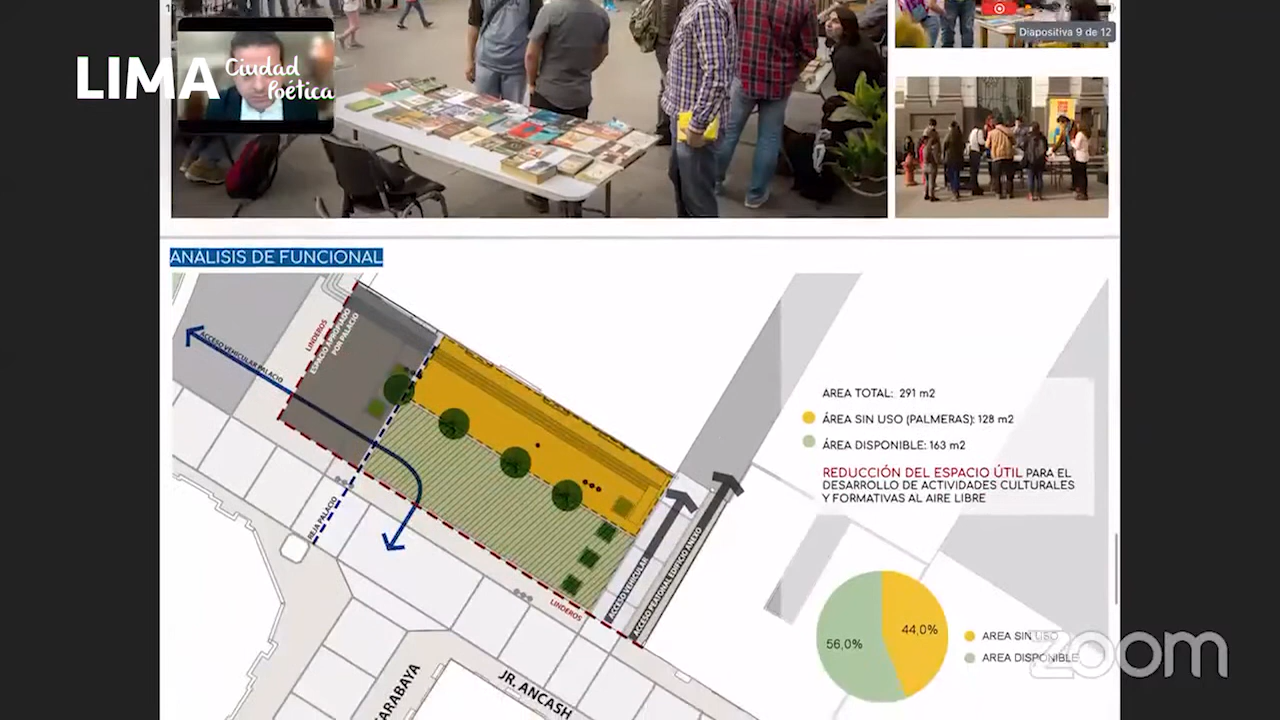 LIMA Ciudad Poética
Diapositiva 9 de 12
ANÁLISIS DE FUNCIONAL
ACCESO VEHICULAR PALACIO
LINDEROS
ESPACIO APROPIADO
POR PALACIO
REJA PALACIO
LINDEROS
ACCESO VEHICULAR
ACCESO PEATONAL EDIFICIO ANEXO
JR. ANCASH
AREA TOTAL: 291 m2
ÁREA SIN USO (PALMERAS): 128 m2
ÁREA DISPONIBLE: 163 m2
REDUCCIÓN DEL ESPACIO ÚTIL PARA EL
DESARROLLO DE ACTIVIDADES CULTURALES
Y FORMATIVAS AL AIRE LIBRE
56,0%
44,0%
AREA SIN USO
AREA DISPONIBLE
zoom